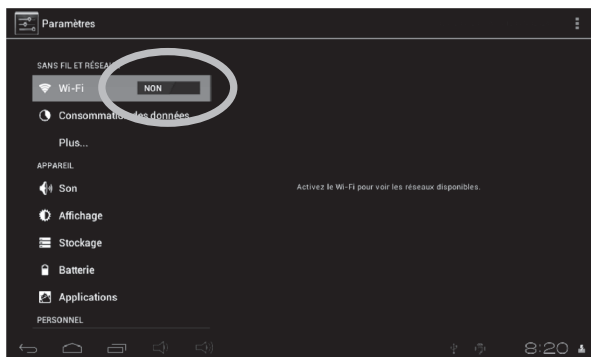 Paramètres
SANS FIL ET RÉSEAUX
Wi-Fi NON
Consommation des données
Plus...
APPAREIL
Son
Activez le Wi-Fi pour voir les réseaux disponibles.
Affichage
Stockage
Batterie
Applications
PERSONNEL
8:20